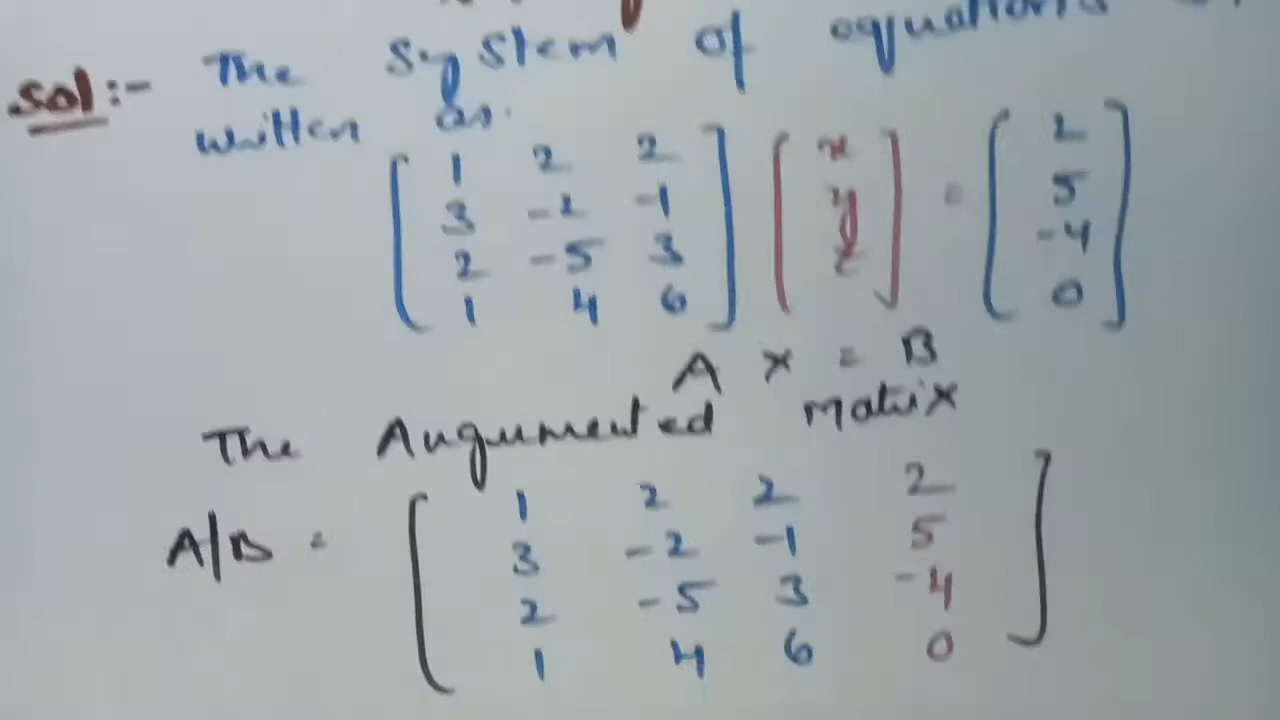 Sol:- The system of equations
written as.
[ 1 2 2 ] [ x ] = [ 2 ]
3 -2 -1 y 5
2 -5 3 z -4
1 4 6 0
A X = B
The Augumented matrix
A/B = [ 1 2 2 2 ]
3 -2 -1 5
2 -5 3 -4
1 4 6 0